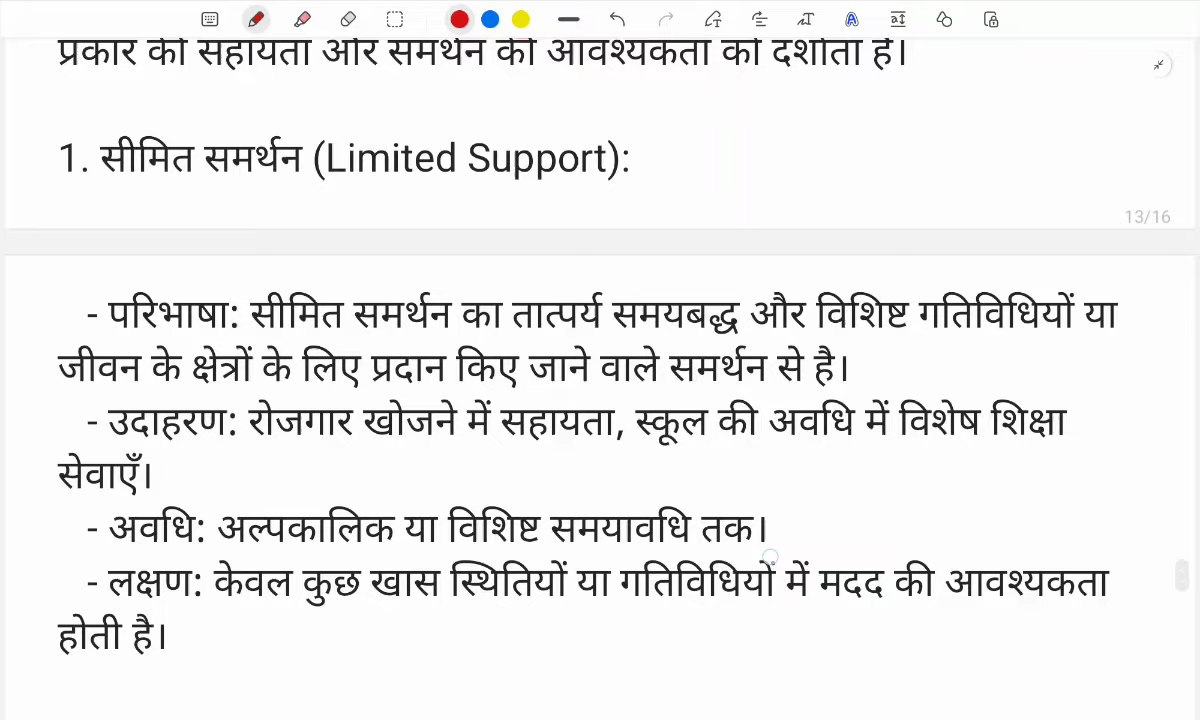 प्रकार की सहायता और समर्थन की आवश्यकता को दर्शाता है।
1. सीमित समर्थन (Limited Support):
13/16
- परिभाषा: सीमित समर्थन का तात्पर्य समयबद्ध और विशिष्ट गतिविधियों या
जीवन के क्षेत्रों के लिए प्रदान किए जाने वाले समर्थन से है।
- उदाहरण: रोजगार खोजने में सहायता, स्कूल की अवधि में विशेष शिक्षा
सेवाएँ।
- अवधि: अल्पकालिक या विशिष्ट समयावधि तक।
- लक्षण: केवल कुछ खास स्थितियों या गतिविधियों में मदद की आवश्यकता
होती है।